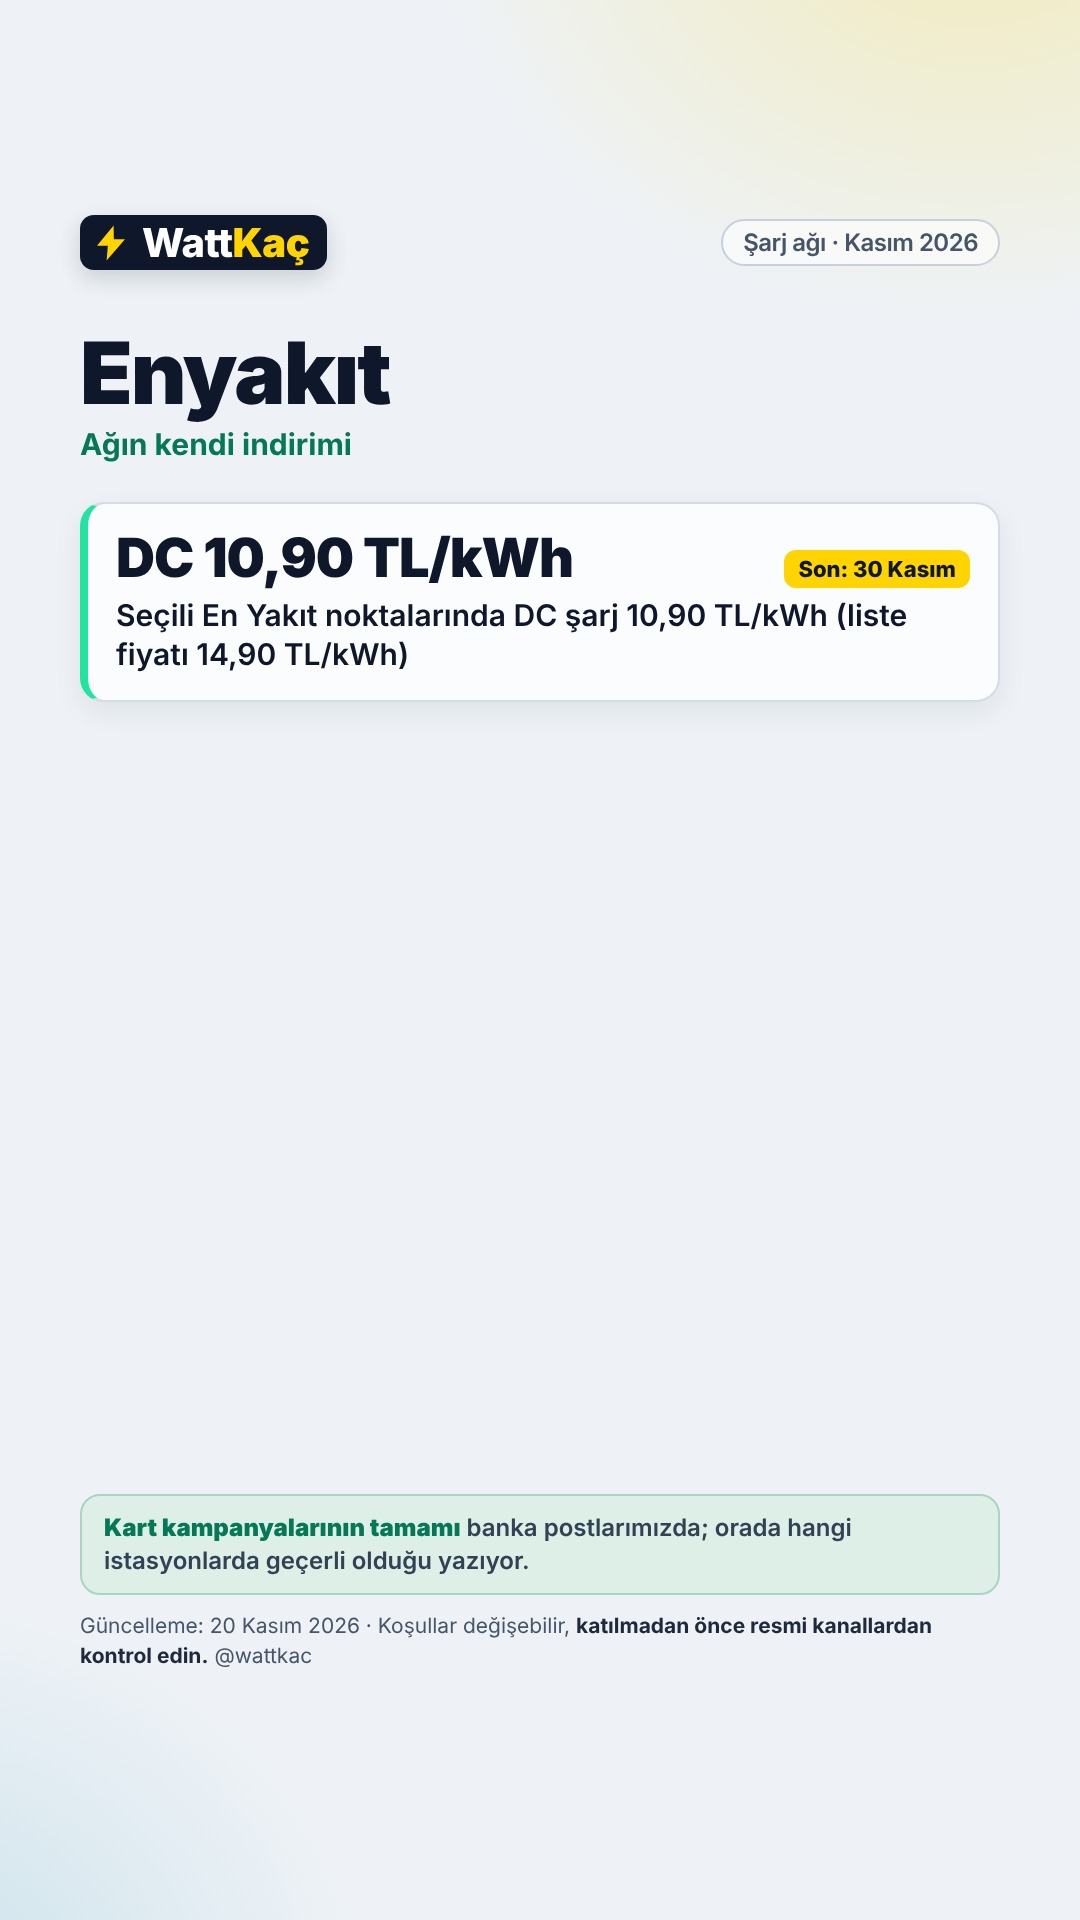 WattKaç
Şarj ağı · Kasım 2026
Enyakıt
Ağın kendi indirimi
DC 10,90 TL/kWh
Son: 30 Kasım
Seçili En Yakıt noktalarında DC şarj 10,90 TL/kWh (liste
fiyatı 14,90 TL/kWh)
Kart kampanyalarının tamamı banka postlarımızda; orada hangi
istasyonlarda geçerli olduğu yazıyor.
Güncelleme: 20 Kasım 2026 · Koşullar değişebilir, katılmadan önce resmi kanallardan
kontrol edin. @wattkac